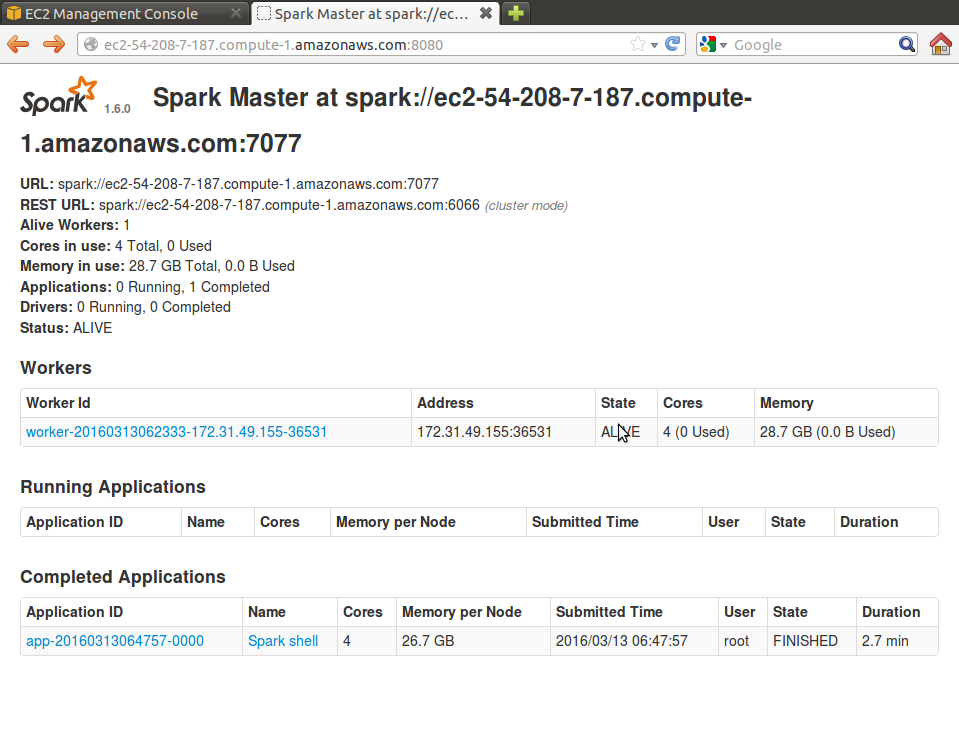 EC2 Management Console
Spark Master at spark://ec...
ec2-54-208-7-187.compute-1.amazonaws.com:8080
Google
Spark 1.6.0
Spark Master at spark://ec2-54-208-7-187.compute-
1.amazonaws.com:7077
URL: spark://ec2-54-208-7-187.compute-1.amazonaws.com:7077
REST URL: spark://ec2-54-208-7-187.compute-1.amazonaws.com:6066 (cluster mode)
Alive Workers: 1
Cores in use: 4 Total, 0 Used
Memory in use: 28.7 GB Total, 0.0 B Used
Applications: 0 Running, 1 Completed
Drivers: 0 Running, 0 Completed
Status: ALIVE
Workers
Worker Id Address State Cores Memory
worker-20160313062333-172.31.49.155-36531 172.31.49.155:36531 ALIVE 4 (0 Used) 28.7 GB (0.0 B Used)
Running Applications
Application ID Name Cores Memory per Node Submitted Time User State Duration
Completed Applications
Application ID Name Cores Memory per Node Submitted Time User State Duration
app-20160313064757-0000 Spark shell 4 26.7 GB 2016/03/13 06:47:57 root FINISHED 2.7 min